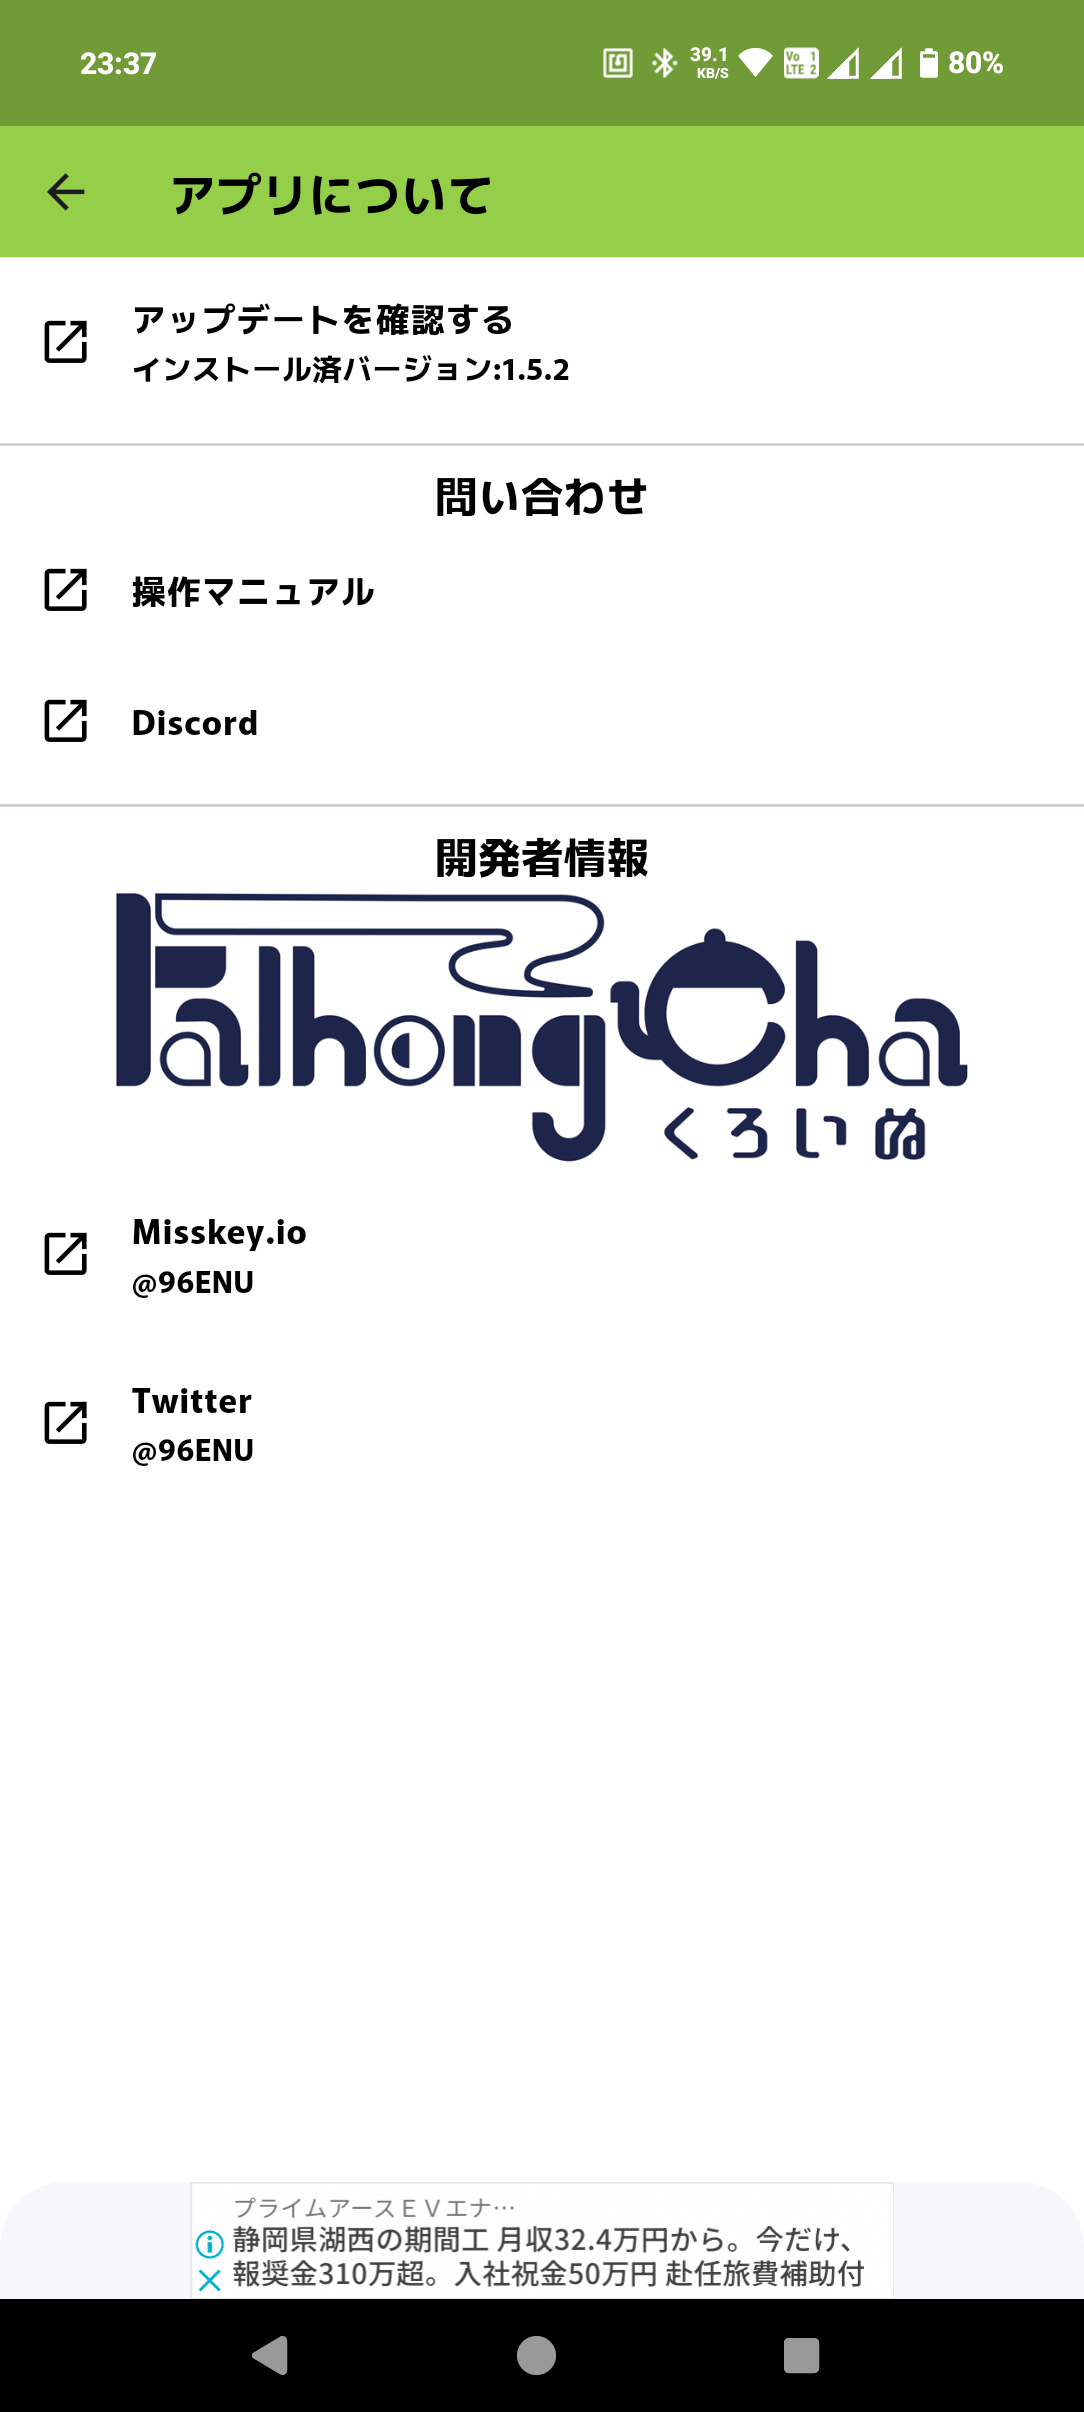 23:37
39.1
KB/S
Vo 1
LTE 2
80%
アプリについて
アップデートを確認する
インストール済バージョン:1.5.2
問い合わせ
操作マニュアル
Discord
開発者情報
PalhongCha
くろいぬ
Misskey.io
@96ENU
Twitter
@96ENU
プライムアースＥＶエナ…
静岡県湖西の期間工 月収32.4万円から。今だけ、
報奨金310万超。入社祝金50万円 赴任旅費補助付